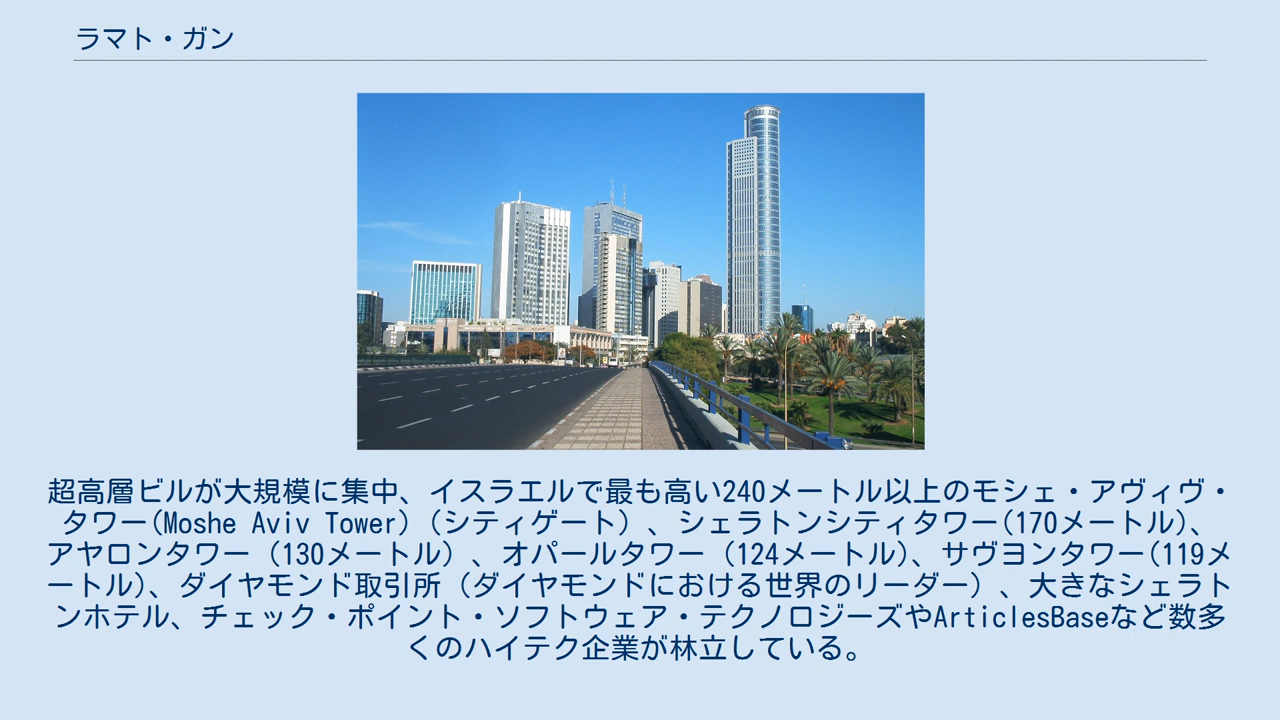 ラマト・ガン
超高層ビルが大規模に集中、イスラエルで最も高い240メートル以上のモシェ・アヴィヴ・
タワー(Moshe Aviv Tower)（シティゲート）、シェラトンシティタワー(170メートル)、
アヤロンタワー（130メートル）、オパールタワー（124メートル)、サヴヨンタワー(119メ
ートル)、ダイヤモンド取引所（ダイヤモンドにおける世界のリーダー）、大きなシェラト
ンホテル、チェック・ポイント・ソフトウェア・テクノロジーズやArticlesBaseなど数多
くのハイテク企業が林立している。